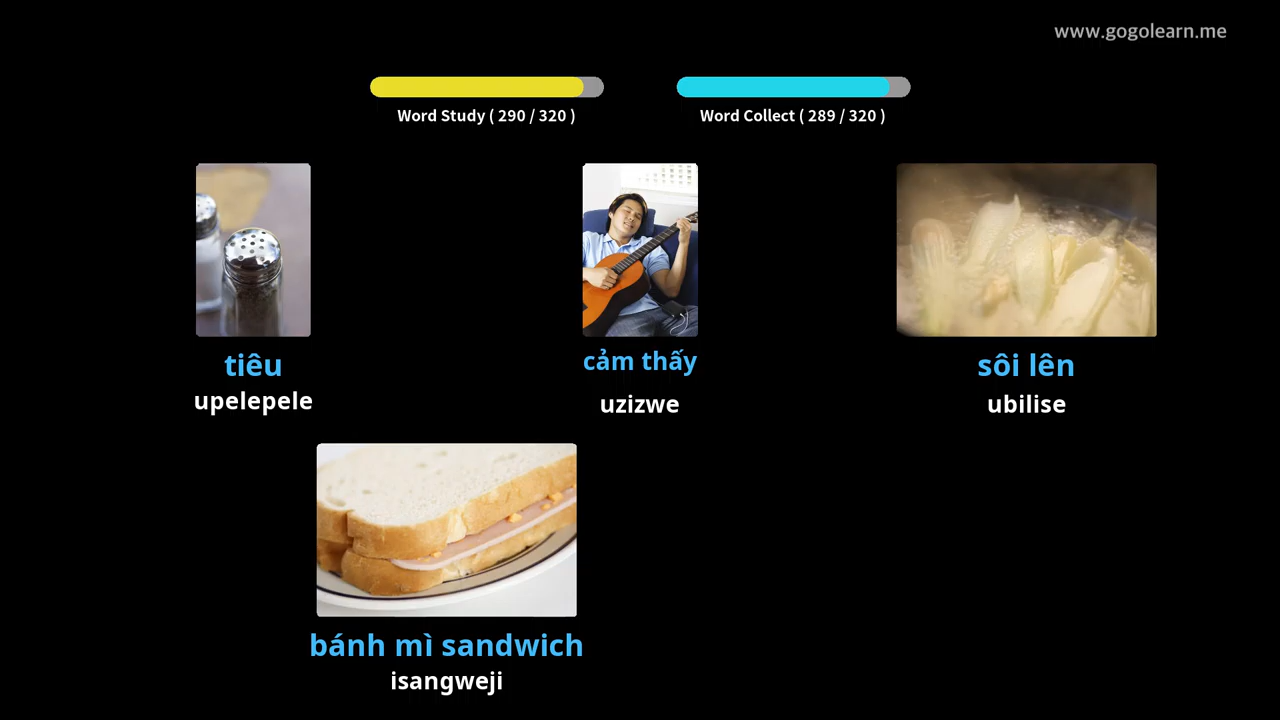 www.gogolearn.me
Word Study ( 290 / 320 )
Word Collect ( 289 / 320 )
tiêu
upelepele
cảm thấy
uzizwe
sôi lên
ubilise
bánh mì sandwich
isangweji